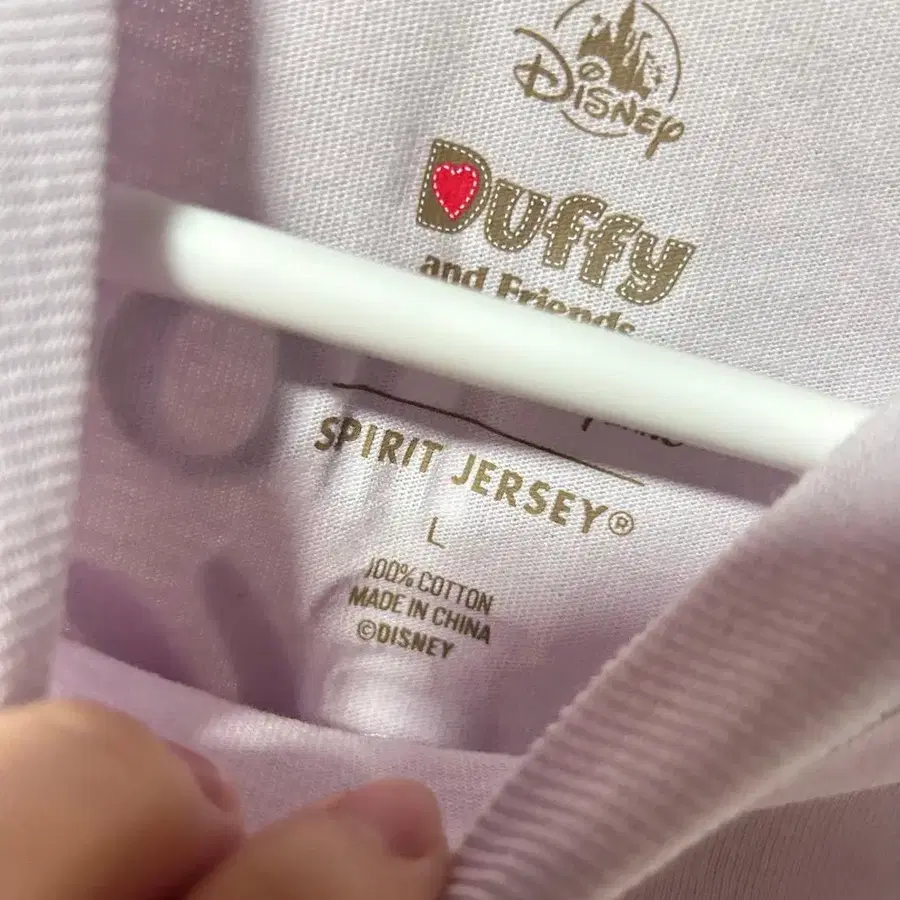 Disney
Duffy
and Friends
SPIRIT JERSEY®
L
100% COTTON
MADE IN CHINA
©DISNEY